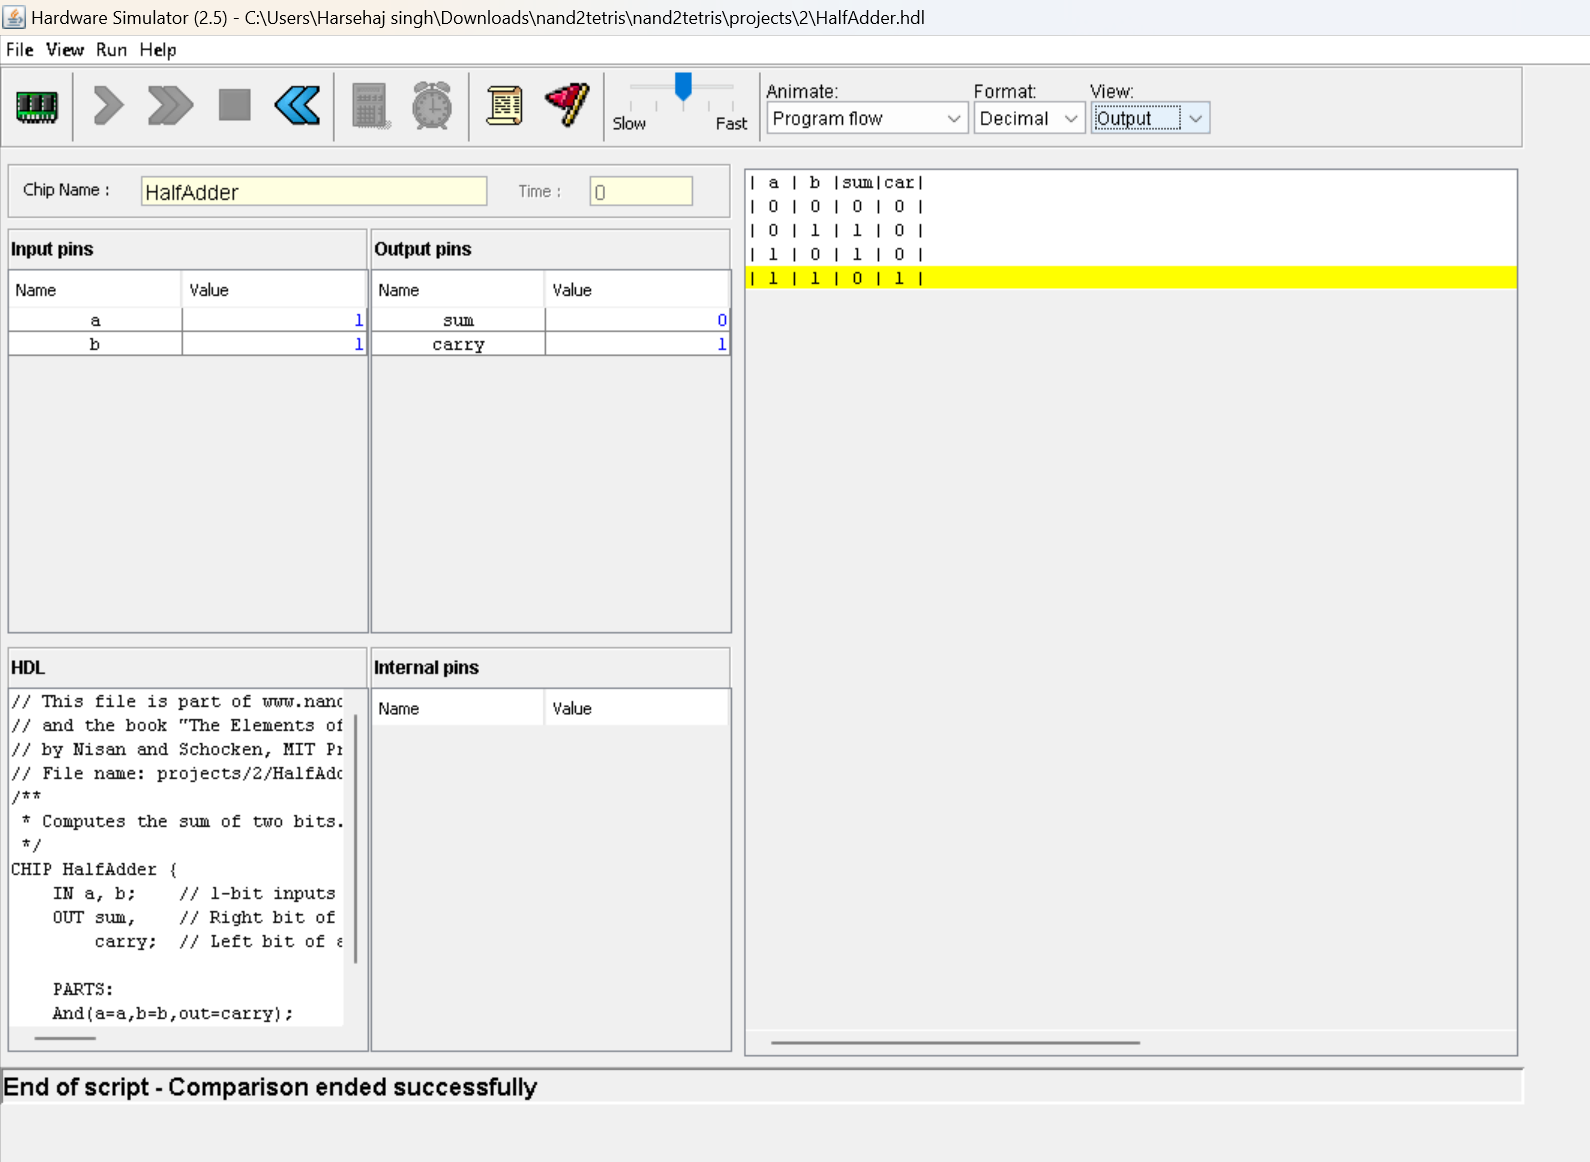 Hardware Simulator (2.5) - C:\Users\Harsehaj singh\Downloads\nand2tetris\nand2tetris\projects\2\HalfAdder.hdl
File View Run Help
Slow Fast
Animate:
Program flow
Format:
Decimal
View:
Output
Chip Name :
HalfAdder
Time :
0
Input pins
Name Value
a 1
b 1
Output pins
Name Value
sum 0
carry 1
HDL
// This file is part of www.nand
// and the book "The Elements of
// by Nisan and Schocken, MIT Pr
// File name: projects/2/HalfAdd
/**
* Computes the sum of two bits.
*/
CHIP HalfAdder {
IN a, b; // 1-bit inputs
OUT sum, // Right bit of
carry; // Left bit of a
PARTS:
And(a=a,b=b,out=carry);
Internal pins
Name Value
| a | b |sum|car|
| 0 | 0 | 0 | 0 |
| 0 | 1 | 1 | 0 |
| 1 | 0 | 1 | 0 |
| 1 | 1 | 0 | 1 |
End of script - Comparison ended successfully